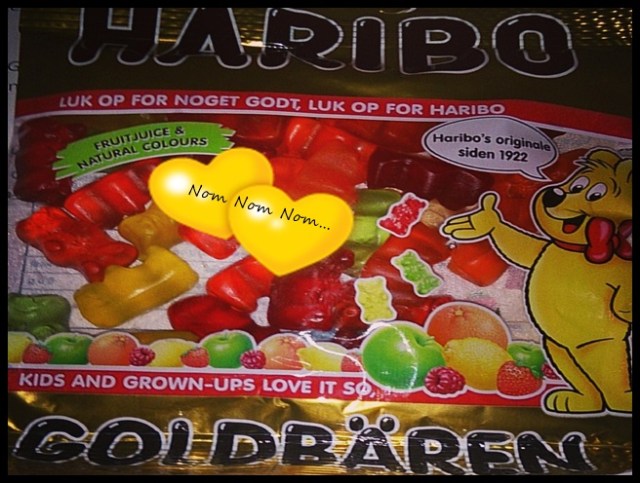 HARIBO
LUK OP FOR NOGET GODT, LUK OP FOR HARIBO
FRUITJUICE &
NATURAL COLOURS
Haribo's originale
siden 1922
Nom Nom Nom...
KIDS AND GROWN-UPS LOVE IT SO,
GOLDBÄREN